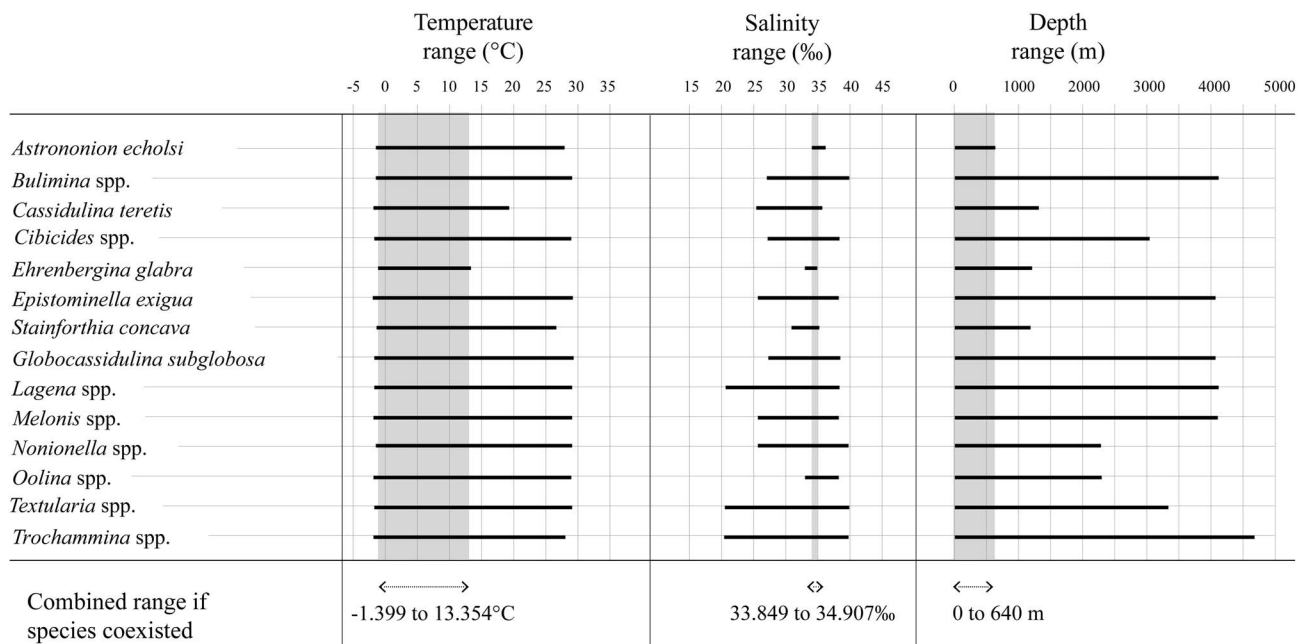 Temperature
range (°C)
Salinity
range (‰)
Depth
range (m)
-5 0 5 10 15 20 25 30 35
15 20 25 30 35 40 45
0 1000 2000 3000 4000 5000
Astrononion echolsi
Bulimina spp.
Cassidulina teretis
Cibicides spp.
Ehrenbergina glabra
Epistominella exigua
Stainforthia concava
Globocassidulina subglobosa
Lagena spp.
Melonis spp.
Nonionella spp.
Oolina spp.
Textularia spp.
Trochammina spp.
Combined range if
species coexisted
-1.399 to 13.354°C
33.849 to 34.907‰
0 to 640 m